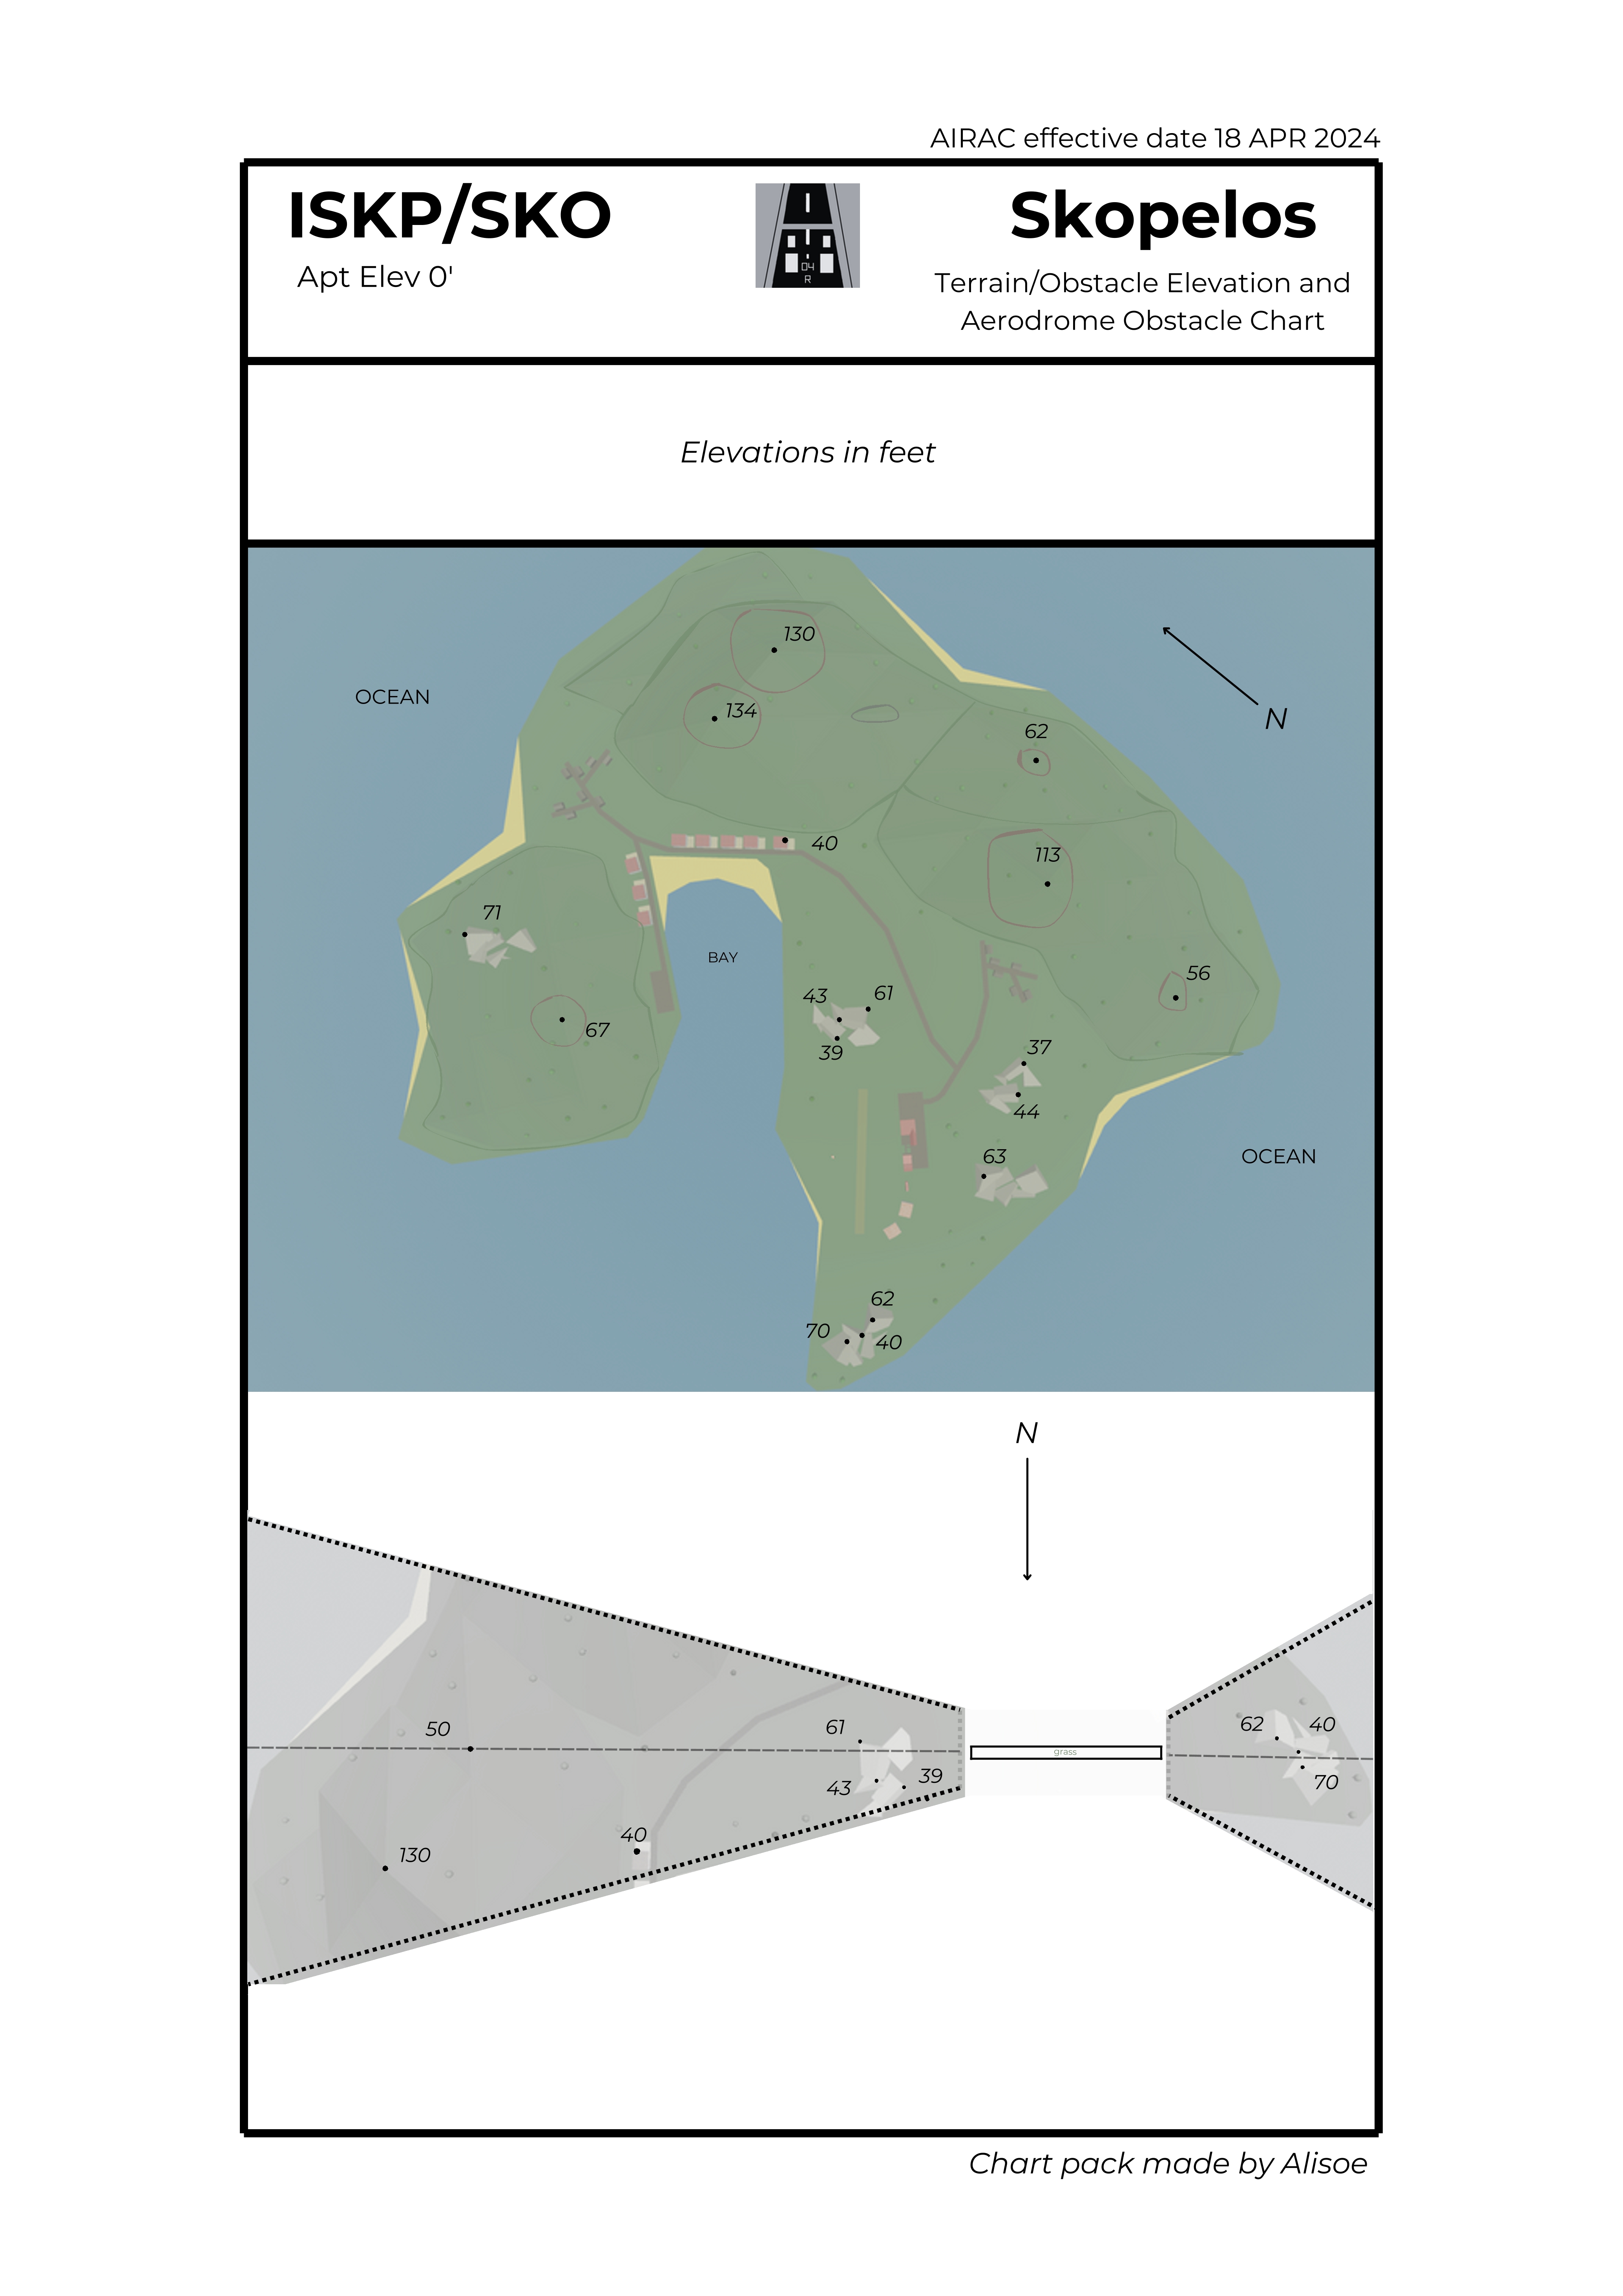 AIRAC effective date 18 APR 2024
ISKP/SKO
Apt Elev 0'
04
R
Skopelos
Terrain/Obstacle Elevation and
Aerodrome Obstacle Chart
Elevations in feet
130
OCEAN
134
N
62
40
113
71
BAY
56
43
61
67
39
37
44
63
OCEAN
62
70
40
N
50
61
62
40
grass
43
39
70
40
130
Chart pack made by Alisoe